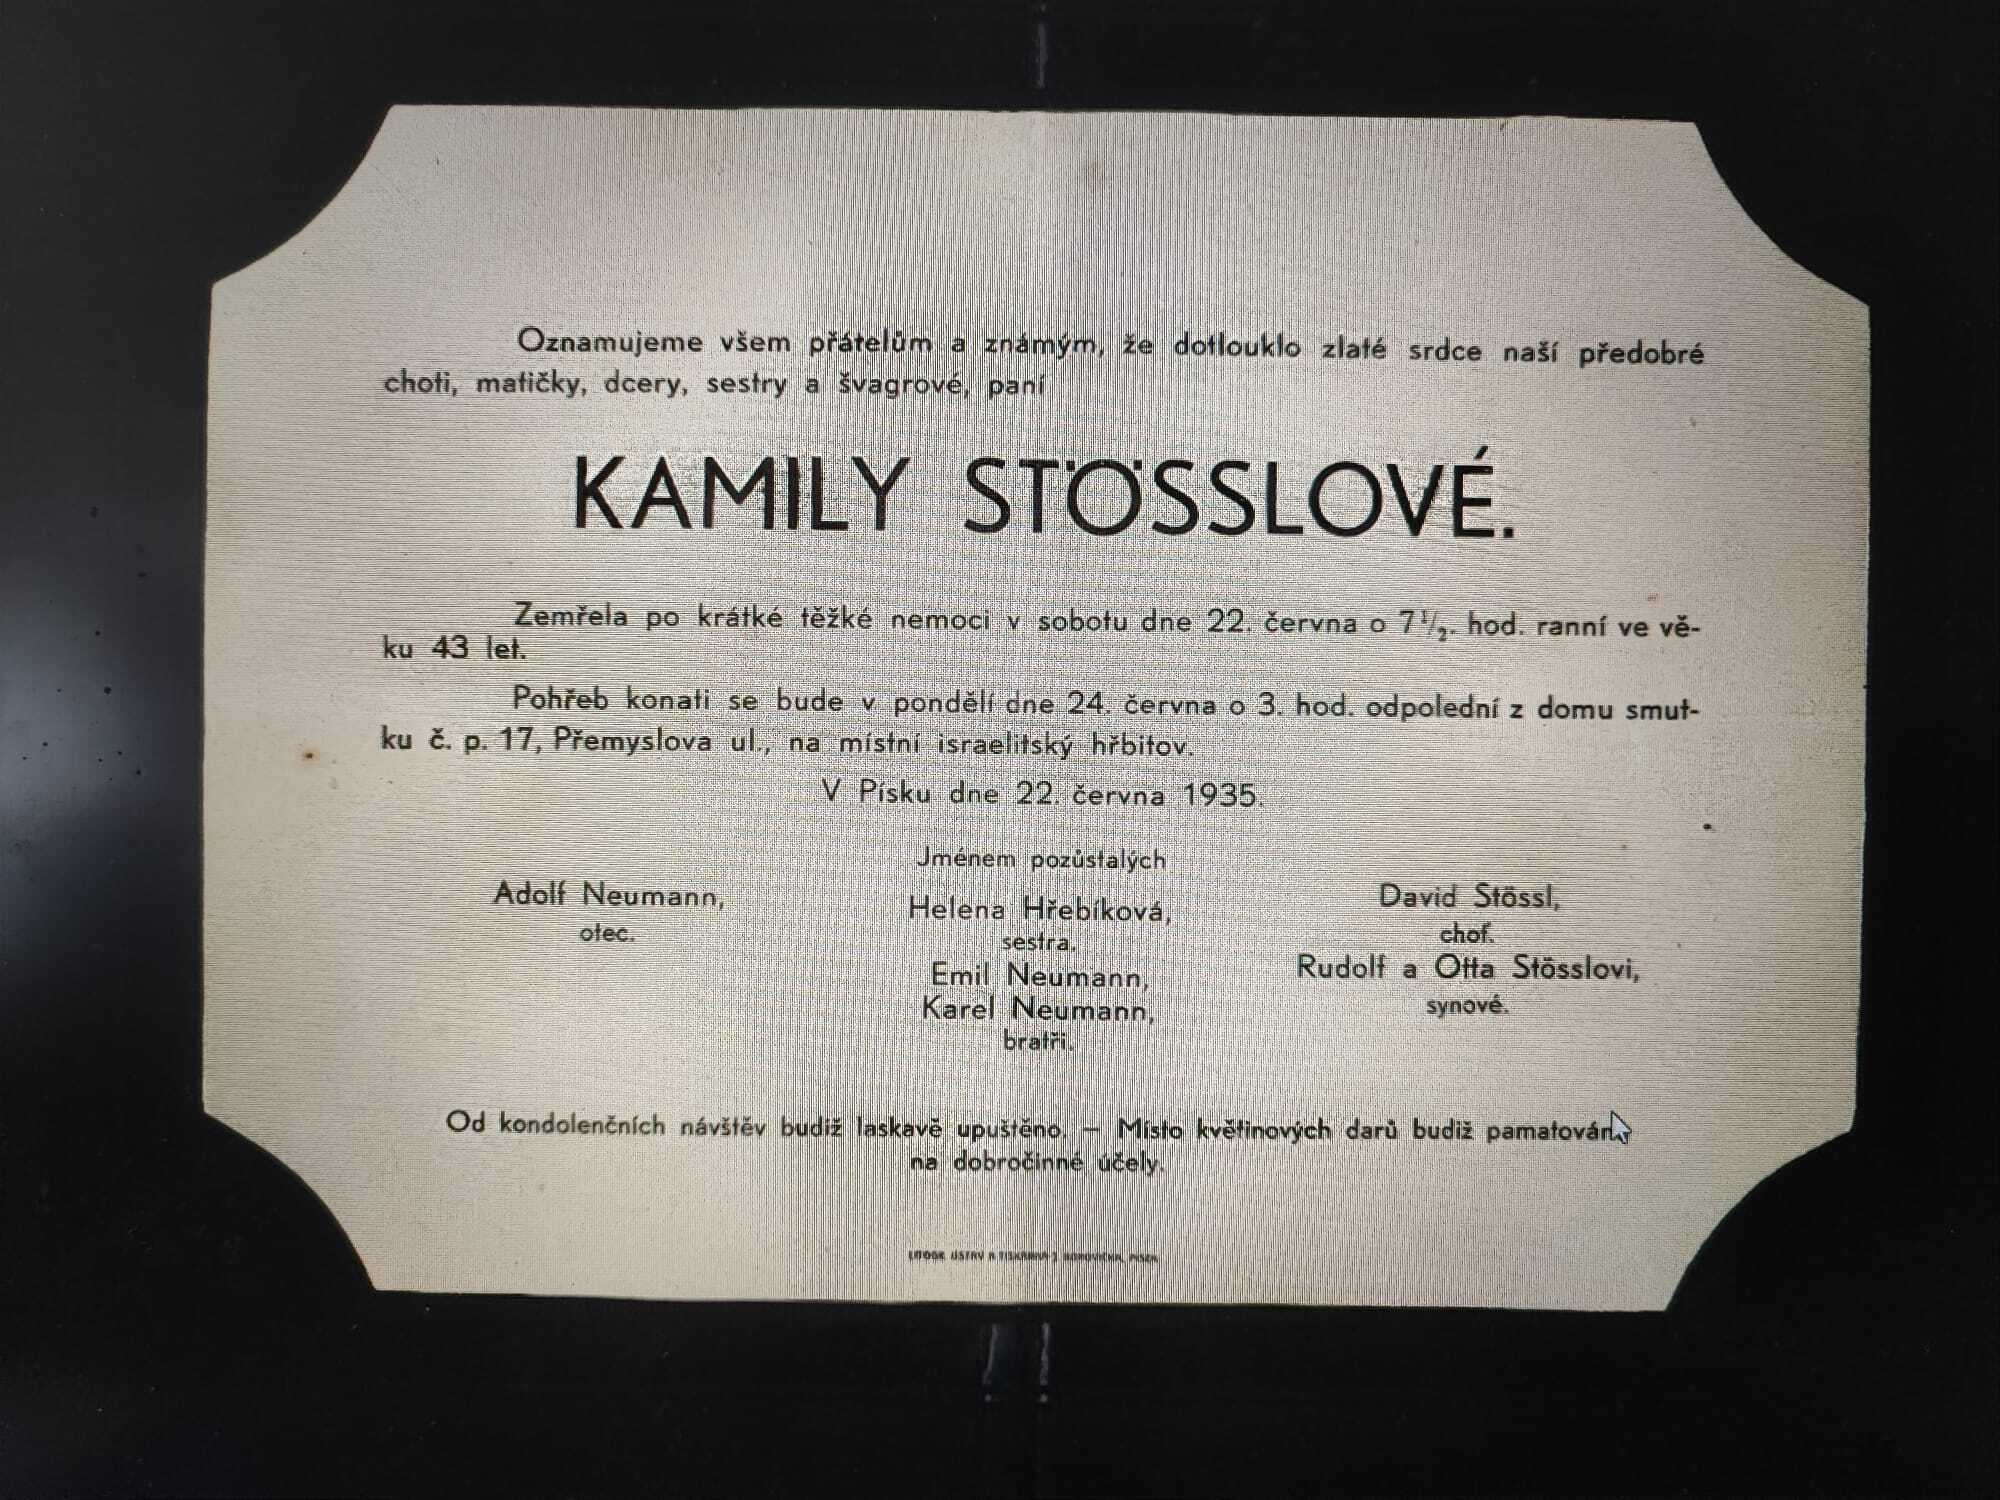 Oznamujeme všem přátelům a známým, že dotlouklo zlaté srdce naší předobré
choti, matičky, dcery, sestry a švagrové, paní
KAMILY STÖSSLOVÉ.
Zemřela po krátké těžké nemoci v sobotu dne 22. června o 7½. hod. ranní ve vě-
ku 43 let.
Pohřeb konati se bude v pondělí dne 24. června o 3. hod. odpolední z domu smut-
ku č. p. 17, Přemyslova ul., na místní israelitský hřbitov.
V Písku dne 22. června 1935.
Jménem pozůstalých
Adolf Neumann,
otec.
Helena Hřebíková,
sestra.
Emil Neumann,
Karel Neumann,
bratři.
David Stössl,
choť.
Rudolf a Otta Stösslovi,
synové.
Od kondolenčních návštěv budiž laskavě upuštěno. — Místo květinových darů budiž pamatováno
na dobročinné účely.
ÚSTAV A TISKÁRNA J. PÍSEK